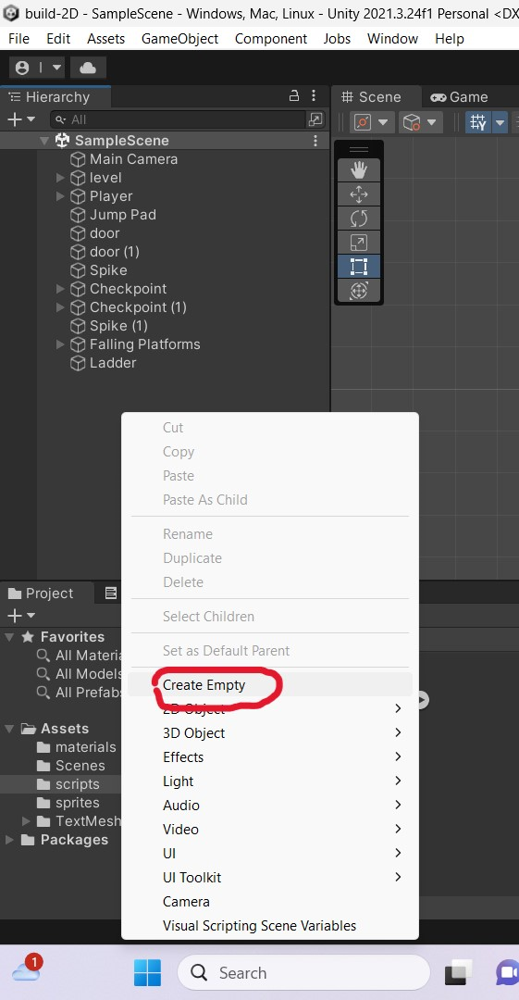 build-2D - SampleScene - Windows, Mac, Linux - Unity 2021.3.24f1 Personal <DX
File Edit Assets GameObject Component Jobs Window Help
Hierarchy
Scene
Game
All
SampleScene
Main Camera
level
Player
Jump Pad
door
door (1)
Spike
Checkpoint
Checkpoint (1)
Spike (1)
Falling Platforms
Ladder
Cut
Copy
Paste
Paste As Child
Rename
Duplicate
Delete
Select Children
Set as Default Parent
Create Empty
2D Object
3D Object
Effects
Light
Audio
Video
UI
UI Toolkit
Camera
Visual Scripting Scene Variables
Project
Favorites
All Materia
All Models
All Prefabs
Assets
materials
Scenes
scripts
sprites
TextMesh
Packages
1
Search